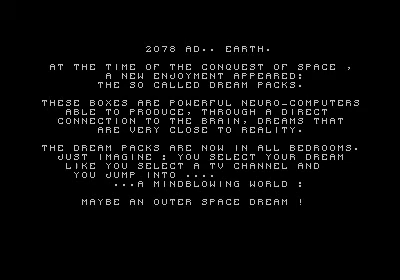 2078 AD.. EARTH.
AT THE TIME OF THE CONQUEST OF SPACE ,
A NEW ENJOYMENT APPEARED:
THE SO CALLED DREAM PACKS.
THESE BOXES ARE POWERFUL NEURO-COMPUTERS
ABLE TO PRODUCE, THROUGH A DIRECT
CONNECTION TO THE BRAIN, DREAMS THAT
ARE VERY CLOSE TO REALITY.
THE DREAM PACKS ARE NOW IN ALL BEDROOMS.
JUST IMAGINE : YOU SELECT YOUR DREAM
LIKE YOU SELECT A TV CHANNEL AND
YOU JUMP INTO ....
...A MINDBLOWING WORLD :
MAYBE AN OUTER SPACE DREAM !